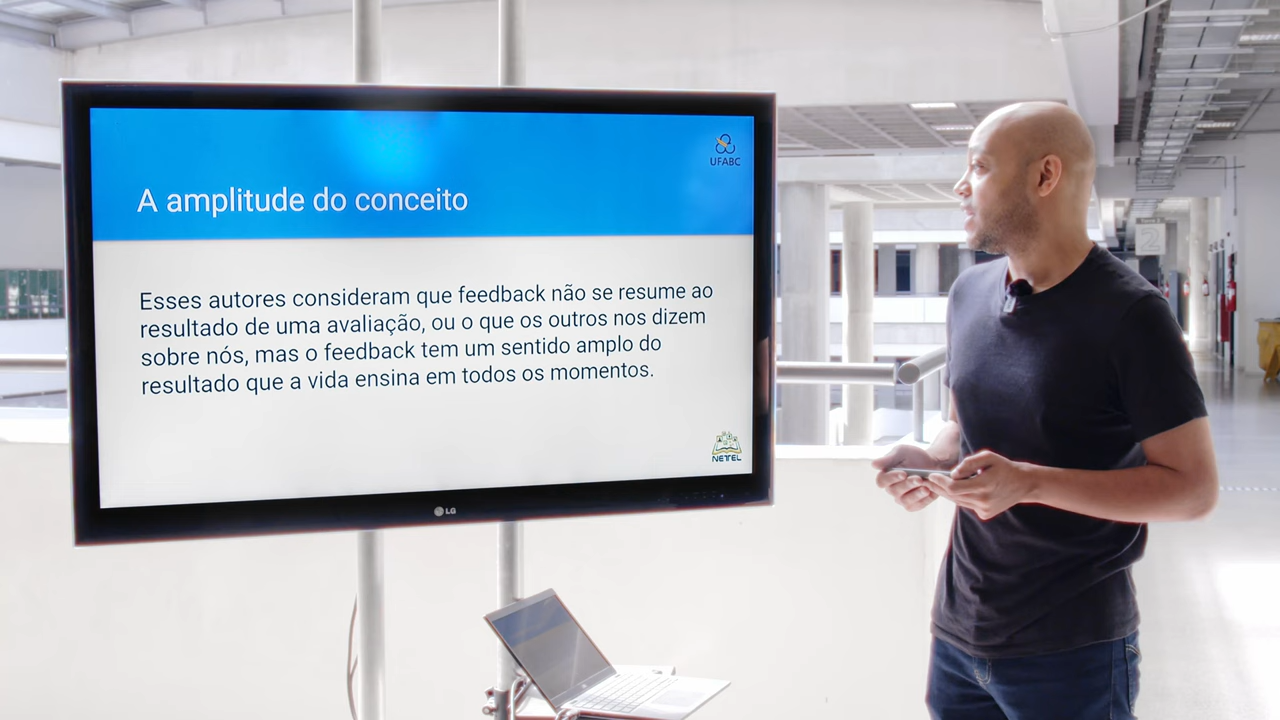 UFABC
A amplitude do conceito
Esses autores consideram que feedback não se resume ao
resultado de uma avaliação, ou o que os outros nos dizem
sobre nós, mas o feedback tem um sentido amplo do
resultado que a vida ensina em todos os momentos.
NETEL
LG
2